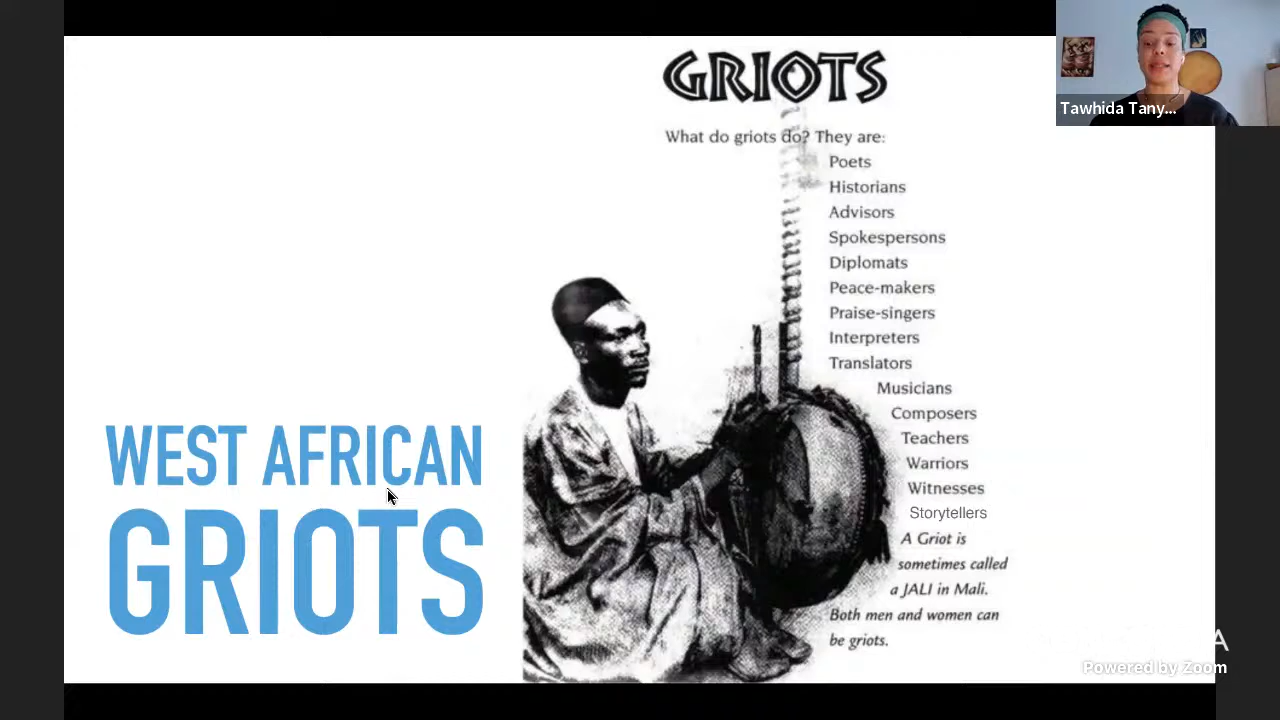 GRIOTS
What do griots do? They are:
Poets
Historians
Advisors
Spokespersons
Diplomats
Peace-makers
Praise-singers
Interpreters
Translators
Musicians
Composers
Teachers
Warriors
Witnesses
Storytellers
A Griot is
sometimes called
a JALI in Mali.
Both men and women can
be griots.
WEST AFRICAN
GRIOTS
Tawhida Tany...
Powered by Zoom